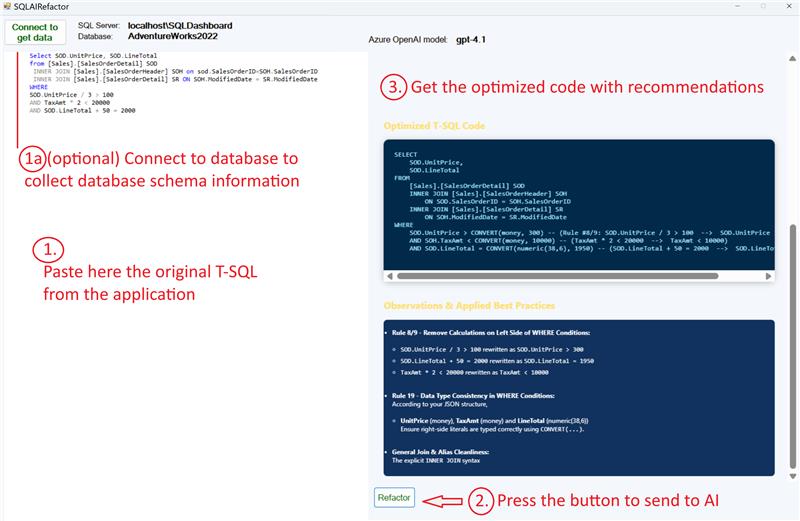 SQLAIRefactor
Connect to
get data
SQL Server: localhost\SQLDashboard
Database: AdventureWorks2022
Azure OpenAI model: gpt-4.1
Select SOD.UnitPrice, SOD.LineTotal
from [Sales].[SalesOrderDetail] SOD
INNER JOIN [Sales].[SalesOrderHeader] SOH on sod.SalesOrderID=SOH.SalesOrderID
INNER JOIN [Sales].[SalesOrderDetail] SR ON SOH.ModifiedDate = SR.ModifiedDate
WHERE
SOD.UnitPrice / 3 > 100
AND TaxAmt * 2 < 20000
AND SOD.LineTotal + 50 = 2000
1a (optional) Connect to database to
collect database schema information
1.
Paste here the original T-SQL
from the application
3. Get the optimized code with recommendations
Optimized T-SQL Code
SELECT
SOD.UnitPrice,
SOD.LineTotal
FROM
[Sales].[SalesOrderDetail] SOD
INNER JOIN [Sales].[SalesOrderHeader] SOH
ON SOD.SalesOrderID = SOH.SalesOrderID
INNER JOIN [Sales].[SalesOrderDetail] SR
ON SOH.ModifiedDate = SR.ModifiedDate
WHERE
SOD.UnitPrice > CONVERT(money, 300) -- (Rule #8/9: SOD.UnitPrice / 3 > 100 --> SOD.UnitPrice
AND SOH.TaxAmt < CONVERT(money, 10000) -- (TaxAmt * 2 < 20000 --> TaxAmt < 10000)
AND SOD.LineTotal = CONVERT(numeric(38,6), 1950) -- (SOD.LineTotal + 50 = 2000 --> SOD.LineTo
Observations & Applied Best Practices
• Rule 8/9 - Remove Calculations on Left Side of WHERE Conditions:
○ SOD.UnitPrice / 3 > 100 rewritten as SOD.UnitPrice > 300
○ SOD.LineTotal + 50 = 2000 rewritten as SOD.LineTotal = 1950
○ TaxAmt * 2 < 20000 rewritten as TaxAmt < 10000
• Rule 19 - Data Type Consistency in WHERE Conditions:
According to your JSON structure,
○ UnitPrice (money), TaxAmt (money) and LineTotal (numeric(38,6))
Ensure right-side literals are typed correctly using CONVERT(...).
• General Join & Alias Cleanliness:
The explicit INNER JOIN syntax
Refactor
2. Press the button to send to AI